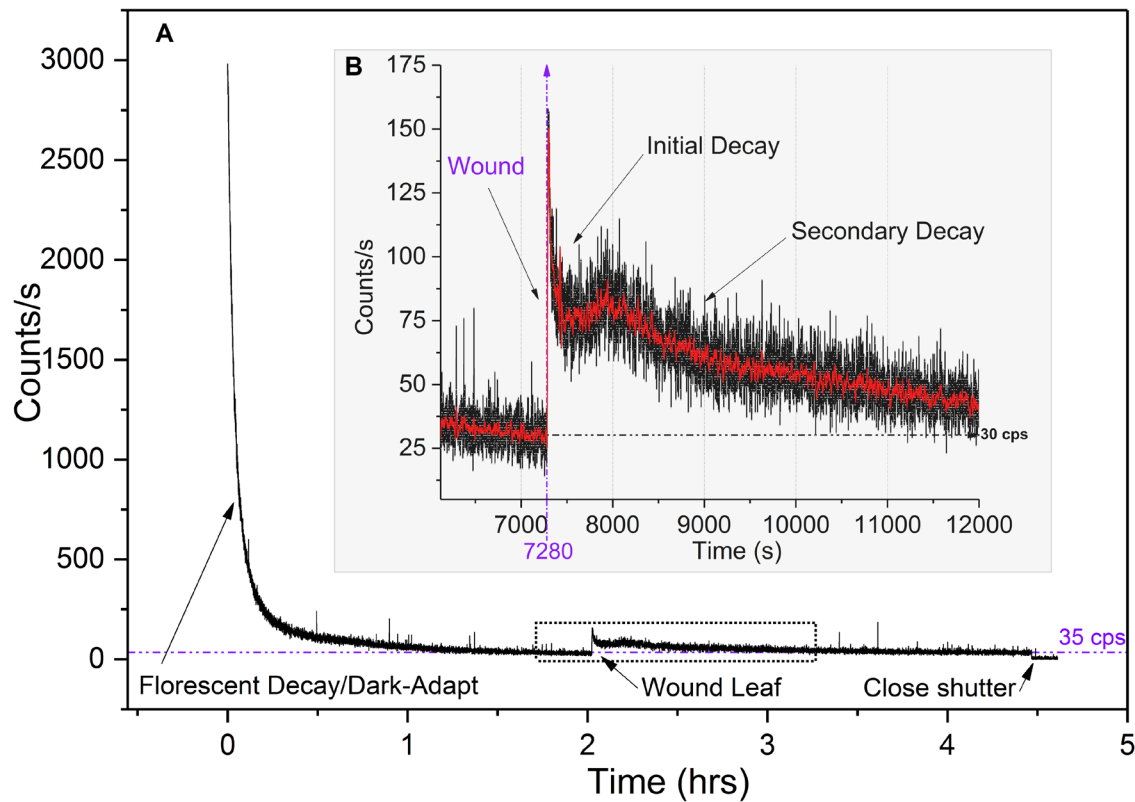 A
3000
2500
2000
1500
1000
500
0
Counts/s
B
175
150
125
100
75
50
25
Counts/s
Wound
Initial Decay
Secondary Decay
30 cps
7000
8000
9000
10000
11000
12000
7280
Time (s)
35 cps
Florescent Decay/Dark-Adapt
Wound Leaf
Close shutter
0
1
2
3
4
5
Time (hrs)